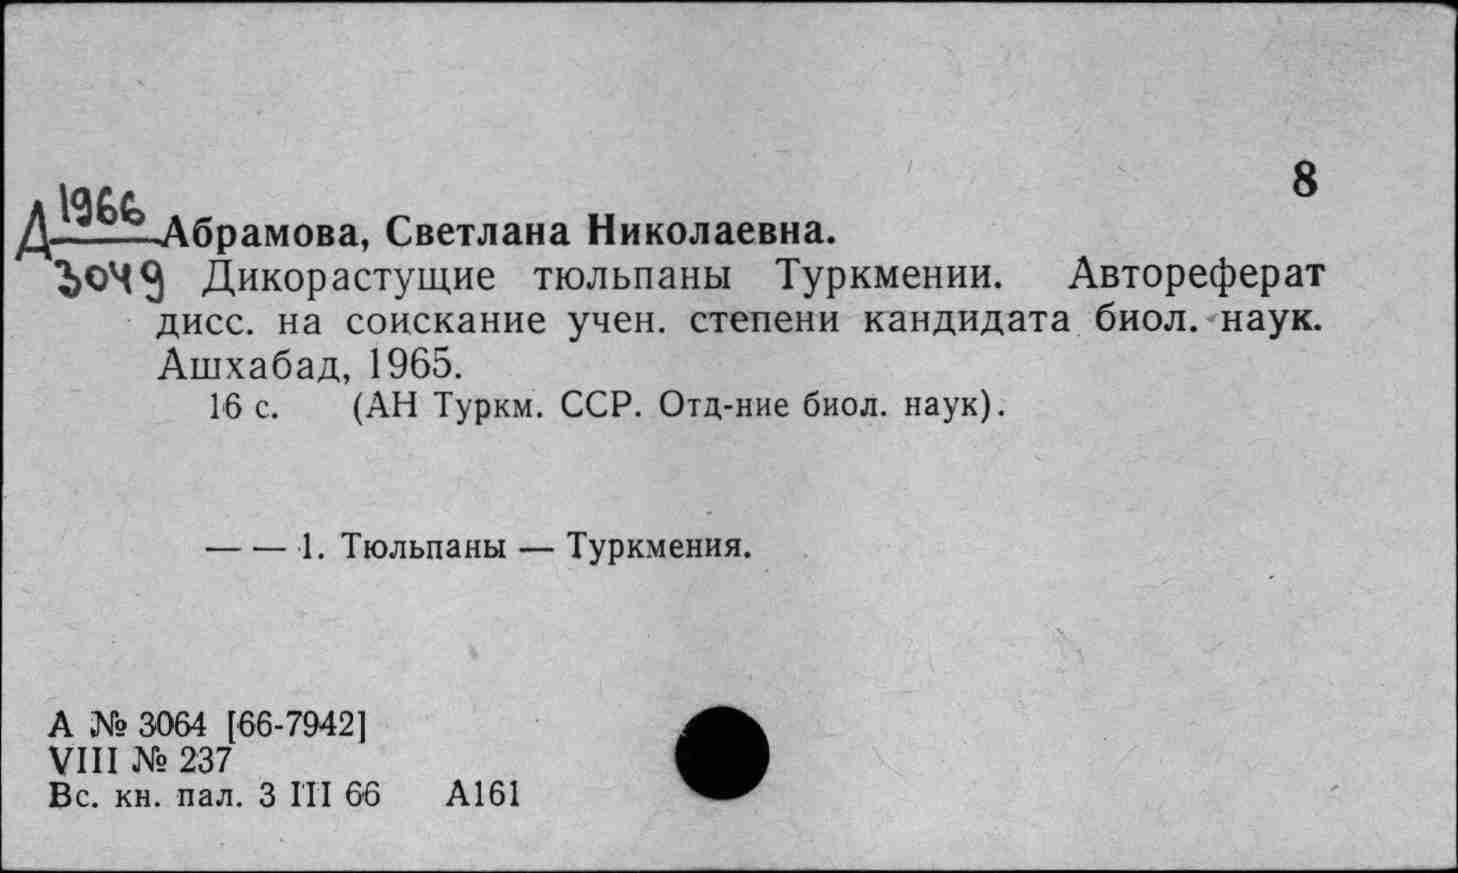 8
Д 1966
Абрамова, Светлана Николаевна.
3049
Дикорастущие тюльпаны Туркмении. Автореферат
дисс. на соискание учен. степени кандидата биол. наук.
Ашхабад, 1965.
16 с. (АН Туркм. ССР. Отд-ние биол. наук).
— — 1. Тюльпаны — Туркмения.
А № 3064 [66-7942]
VIII № 237
Вс. кн. пал. 3 III 66 А161